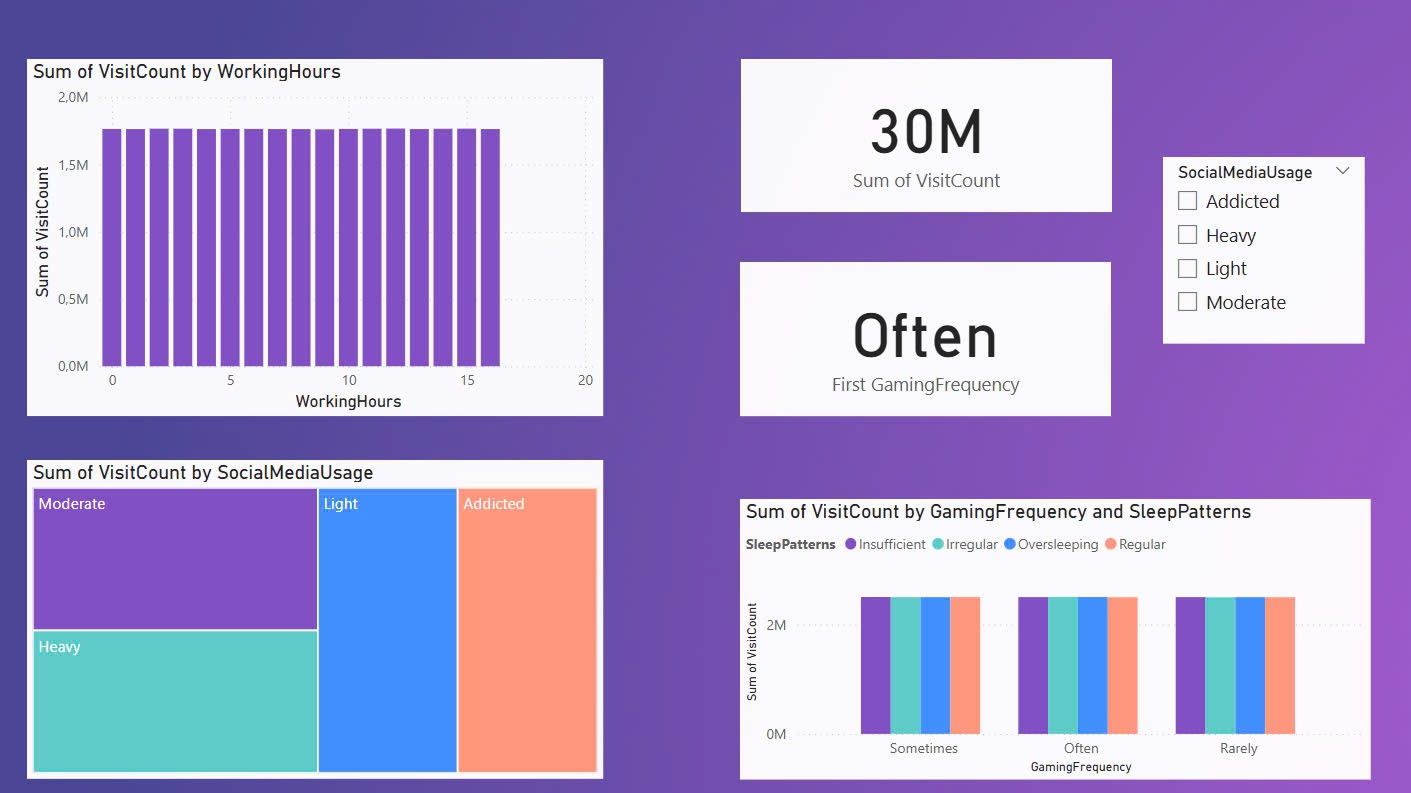 Sum of VisitCount by WorkingHours
Sum of VisitCount
2,0M
1,5M
1,0M
0,5M
0,0M
0 5 10 15 20
WorkingHours
30M
Sum of VisitCount
Often
First GamingFrequency
SocialMediaUsage
Addicted
Heavy
Light
Moderate
Sum of VisitCount by SocialMediaUsage
Moderate
Heavy
Light
Addicted
Sum of VisitCount by GamingFrequency and SleepPatterns
SleepPatterns Insufficient Irregular Oversleeping Regular
Sum of VisitCount
2M
0M
Sometimes Often Rarely
GamingFrequency